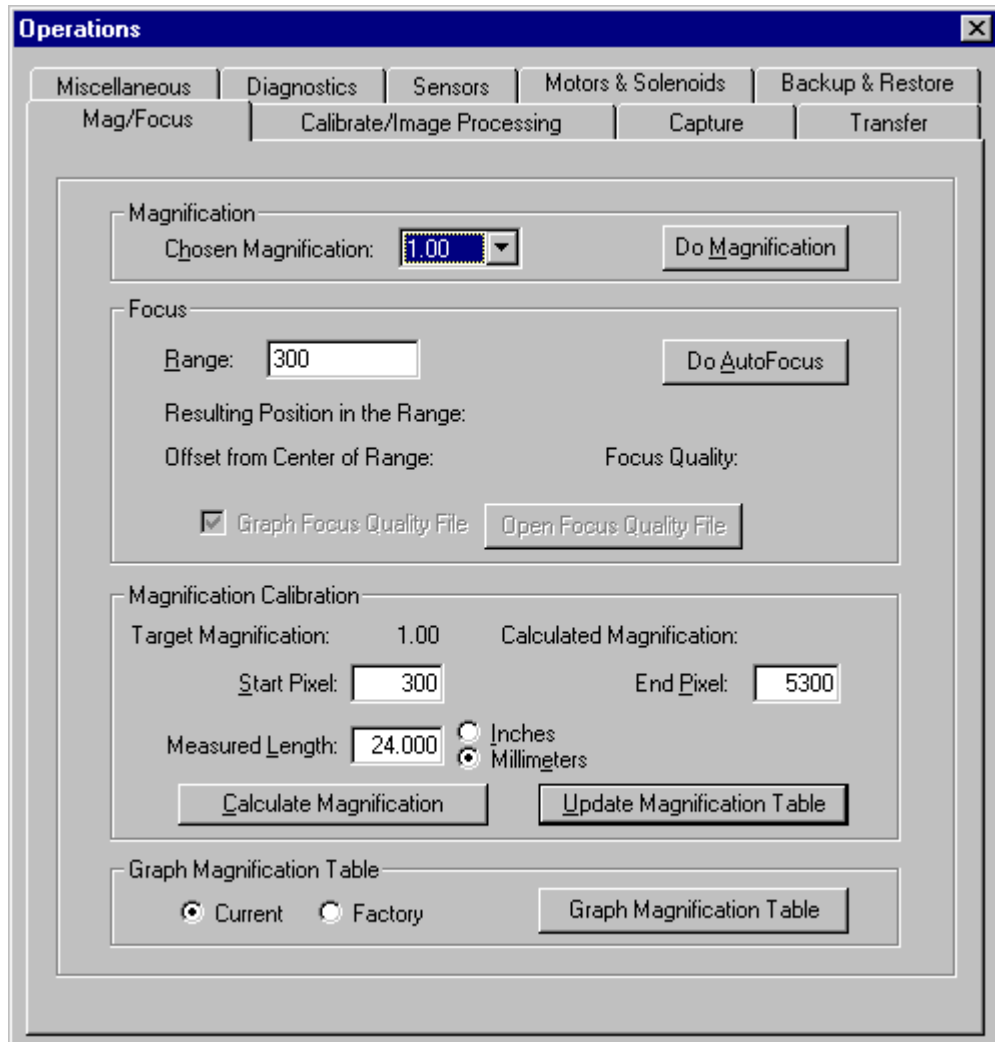 Operations
Miscellaneous Diagnostics Sensors Motors & Solenoids Backup & Restore
Mag/Focus Calibrate/Image Processing Capture Transfer
Magnification
Chosen Magnification: 1.00 Do Magnification
Focus
Range: 300 Do AutoFocus
Resulting Position in the Range:
Offset from Center of Range: Focus Quality:
Graph Focus Quality File Open Focus Quality File
Magnification Calibration
Target Magnification: 1.00 Calculated Magnification:
Start Pixel: 300 End Pixel: 5300
Measured Length: 24.000 Inches
Millimeters
Calculate Magnification Update Magnification Table
Graph Magnification Table
Current Factory Graph Magnification Table